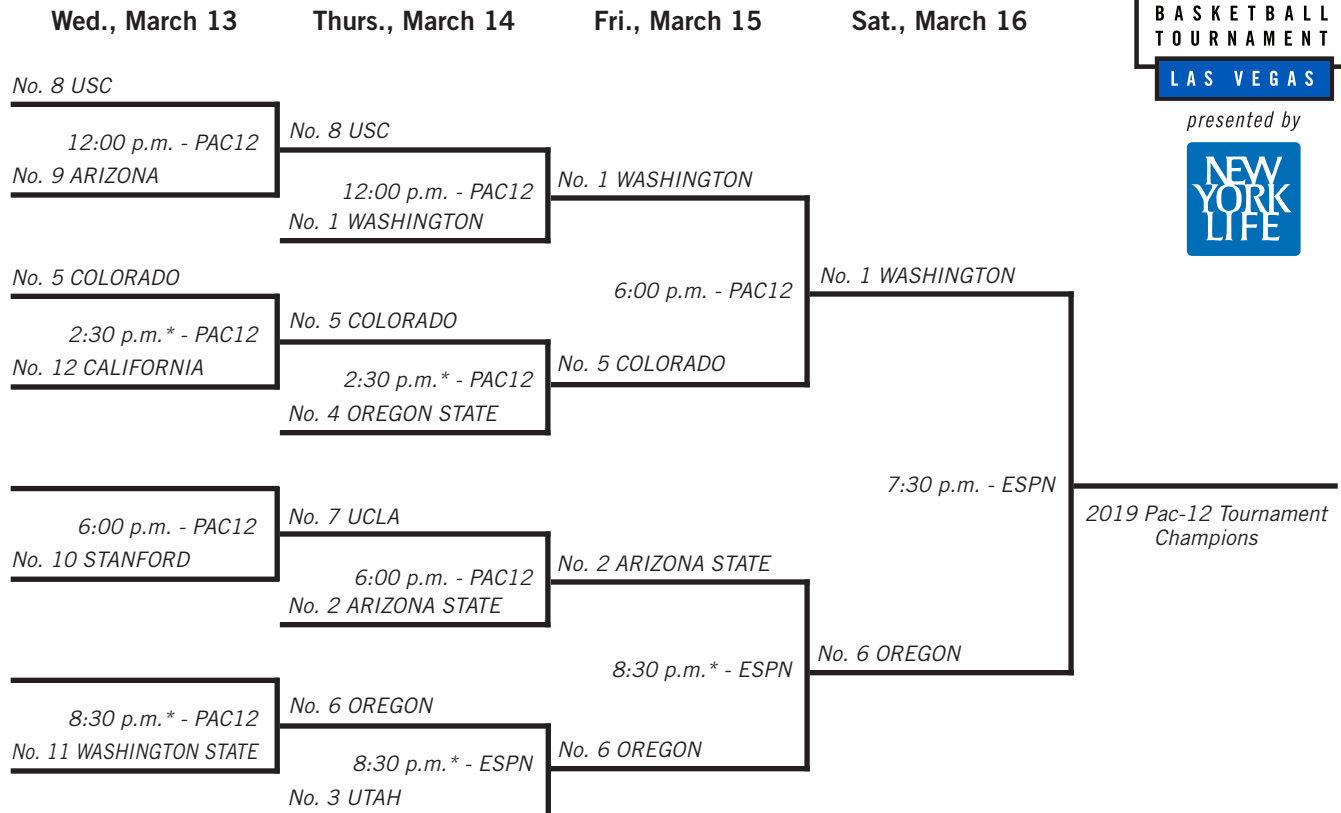 Wed., March 13
Thurs., March 14
Fri., March 15
Sat., March 16
BASKETBALL
TOURNAMENT
LAS VEGAS
presented by
NEW
YORK
LIFE
No. 8 USC
12:00 p.m. - PAC12
No. 9 ARIZONA
No. 5 COLORADO
2:30 p.m.* - PAC12
No. 12 CALIFORNIA
6:00 p.m. - PAC12
No. 10 STANFORD
8:30 p.m.* - PAC12
No. 11 WASHINGTON STATE
No. 8 USC
12:00 p.m. - PAC12
No. 1 WASHINGTON
No. 5 COLORADO
2:30 p.m.* - PAC12
No. 4 OREGON STATE
No. 7 UCLA
6:00 p.m. - PAC12
No. 2 ARIZONA STATE
No. 6 OREGON
8:30 p.m.* - ESPN
No. 3 UTAH
No. 1 WASHINGTON
6:00 p.m. - PAC12
No. 5 COLORADO
No. 2 ARIZONA STATE
8:30 p.m.* - ESPN
No. 6 OREGON
No. 1 WASHINGTON
7:30 p.m. - ESPN
No. 6 OREGON
2019 Pac-12 Tournament
Champions